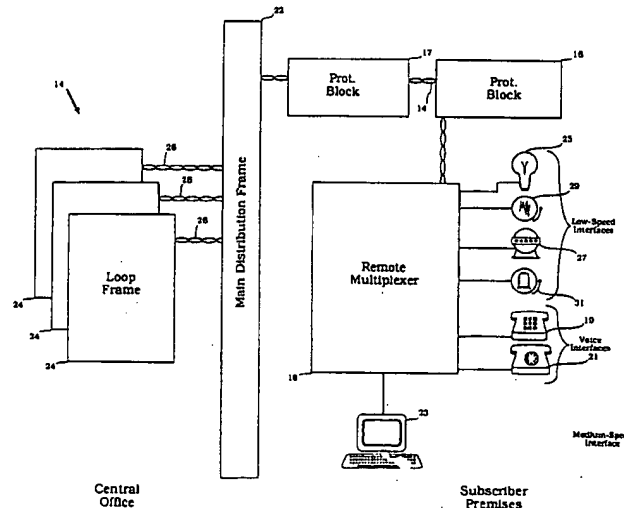 22
17
16
Prot.
Block
14
Prot.
Block
14
26
26
26
Main Distribution Frame
Loop
Frame
24
24
24
Remote
Multiplexer
18
25
29
Low-Speed
Interfaces
27
31
19
Voice
Interfaces
21
23
Interface
Central
Office
Subscriber
Premises